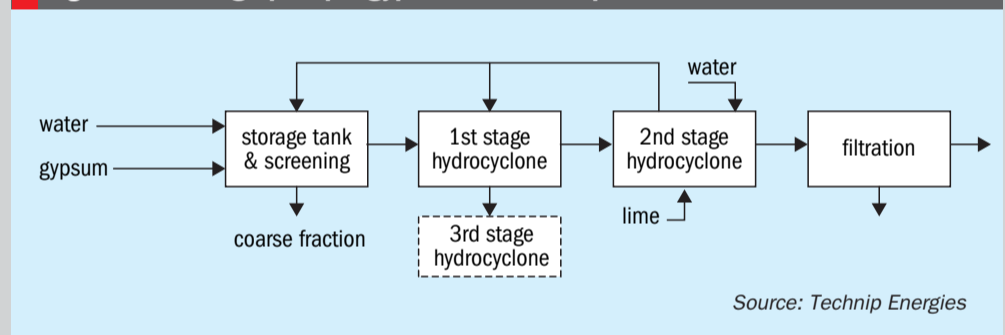 water
water
gypsum
storage tank
& screening
1st stage
hydrocyclone
2nd stage
hydrocyclone
filtration
lime
coarse fraction
3rd stage
hydrocyclone
Source: Technip Energies